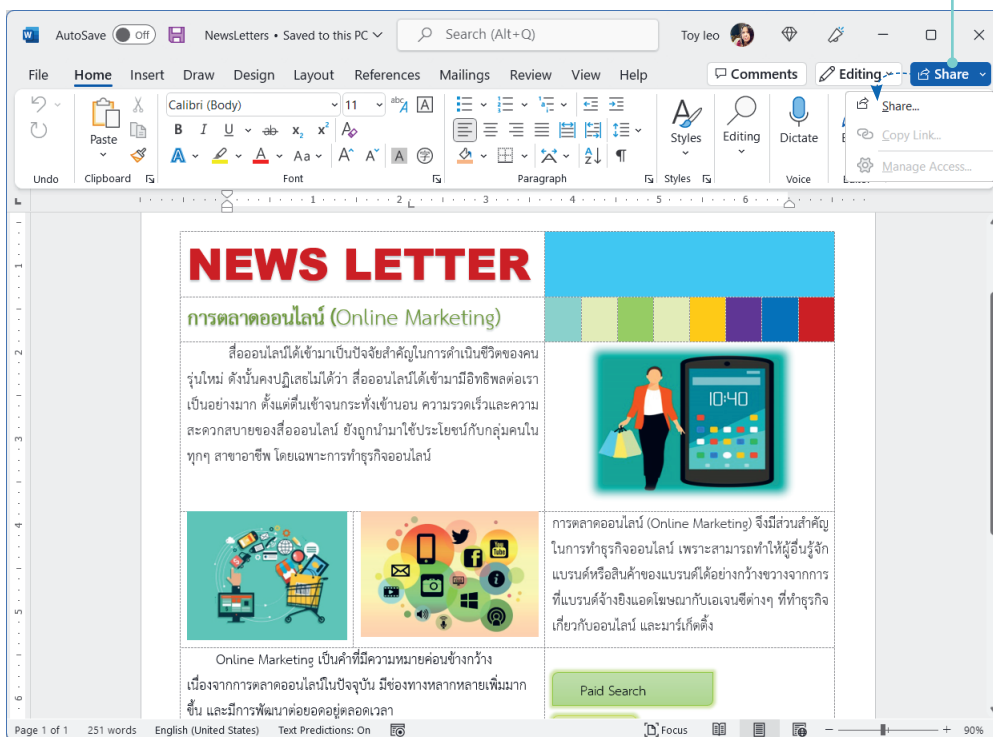 AutoSave Off NewsLetters • Saved to this PC Search (Alt+Q) Toy leo
File Home Insert Draw Design Layout References Mailings Review View Help Comments Editing Share
Calibri (Body) 11
Paste
Styles Editing Dictate
Share...
Copy Link...
Manage Access...
Undo Clipboard Font Paragraph Styles Voice
1 2 3 4 5 6
NEWS LETTER
การตลาดออนไลน์ (Online Marketing)
สื่อออนไลน์ได้เข้ามาเป็นปัจจัยสำคัญในการดำเนินชีวิตของคน
รุ่นใหม่ ดังนั้นคงปฏิเสธไม่ได้ว่า สื่อออนไลน์ได้เข้ามามีอิทธิพลต่อเรา
เป็นอย่างมาก ตั้งแต่ตื่นเช้าจนกระทั่งเข้านอน ความรวดเร็วและความ
สะดวกสบายของสื่อออนไลน์ ยังถูกนำมาใช้ประโยชน์กับกลุ่มคนใน
ทุกๆ สาขาอาชีพ โดยเฉพาะการทำธุรกิจออนไลน์
10:40
You
Tube
การตลาดออนไลน์ (Online Marketing) จึงมีส่วนสำคัญ
ในการทำธุรกิจออนไลน์ เพราะสามารถทำให้ผู้อื่นรู้จัก
แบรนด์หรือสินค้าของแบรนด์ได้อย่างกว้างขวางจากการ
ที่แบรนด์จ้างยิงแอดโฆษณากับเอเจนซีต่างๆ ที่ทำธุรกิจ
เกี่ยวกับออนไลน์ และมาร์เก็ตติ้ง
Online Marketing เป็นคำที่มีความหมายค่อนข้างกว้าง
เนื่องจากการตลาดออนไลน์ในปัจจุบัน มีช่องทางหลากหลายเพิ่มมาก
ขึ้น และมีการพัฒนาต่อยอดอยู่ตลอดเวลา
Paid Search
Page 1 of 1 251 words English (United States) Text Predictions: On Focus 90%